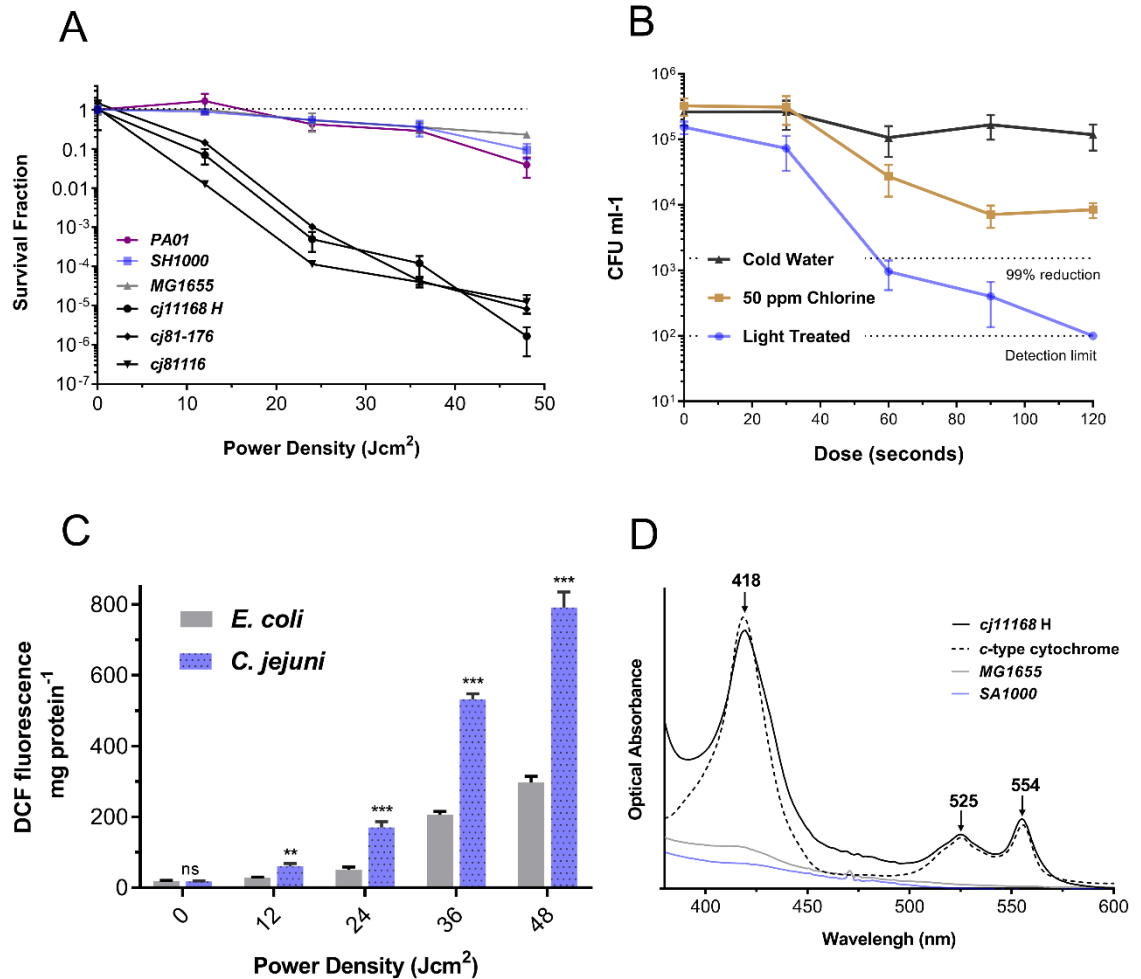 A
Survival Fraction
1
0.1
0.01
10⁻³
10⁻⁴
10⁻⁵
10⁻⁶
10⁻⁷
PA01
SH1000
MG1655
cj11168 H
cj81-176
cj81116
0 10 20 30 40 50
Power Density (Jcm²)
B
CFU ml-1
10⁶
10⁵
10⁴
10³
10²
10¹
Cold Water
50 ppm Chlorine
Light Treated
99% reduction
Detection limit
0 20 40 60 80 100 120
Dose (seconds)
C
DCF fluorescence
mg protein⁻¹
800
600
400
200
0
E. coli
C. jejuni
ns
**
***
***
***
0 12 24 36 48
Power Density (Jcm²)
D
Optical Absorbance
418
525
554
cj11168 H
c-type cytochrome
MG1655
SA1000
400 450 500 550 600
Wavelengh (nm)